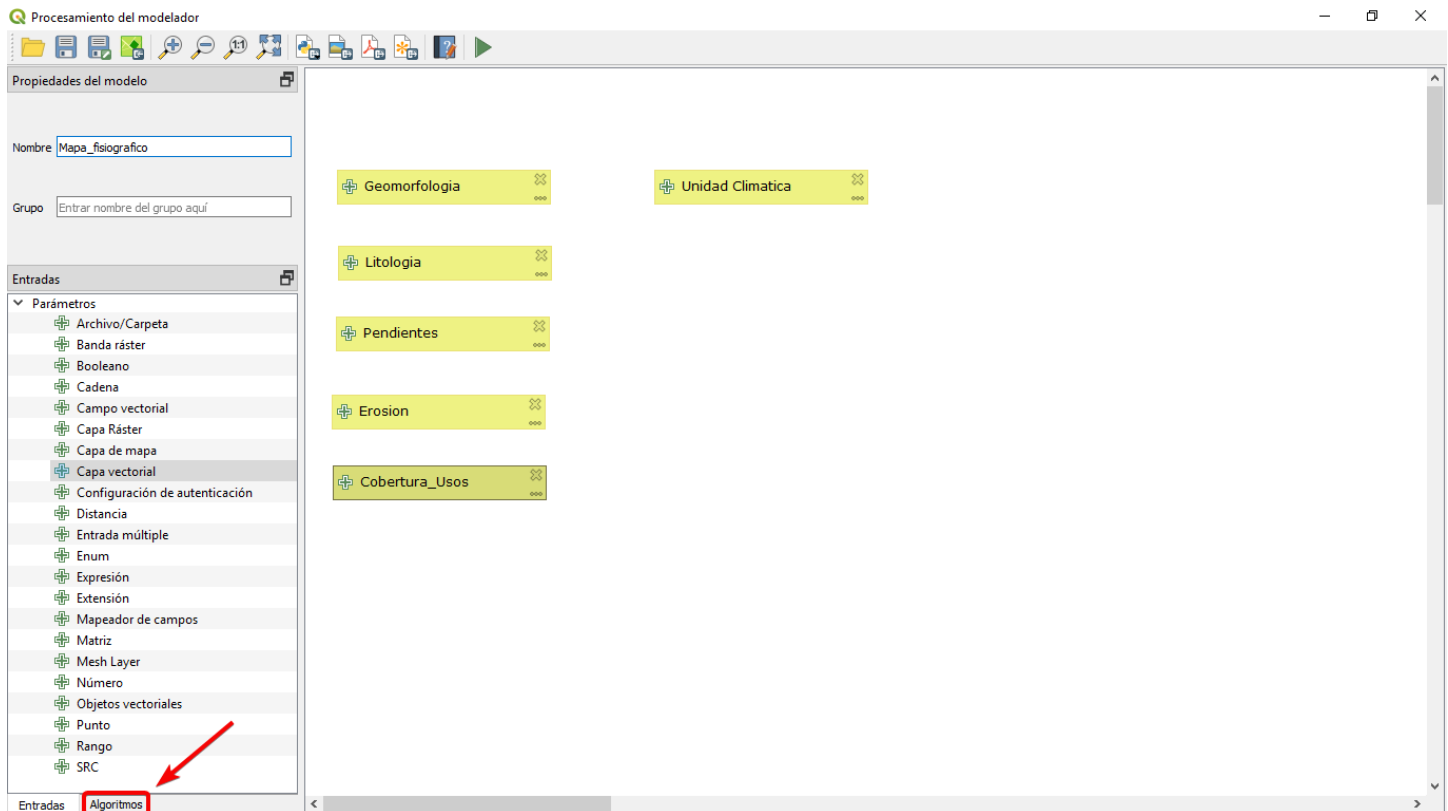 Procesamiento del modelador
1:1
Propiedades del modelo
Nombre Mapa_fisiografico
Grupo Entrar nombre del grupo aquí
Entradas
Parámetros
Archivo/Carpeta
Banda ráster
Booleano
Cadena
Campo vectorial
Capa Ráster
Capa de mapa
Capa vectorial
Configuración de autenticación
Distancia
Entrada múltiple
Enum
Expresión
Extensión
Mapeador de campos
Matriz
Mesh Layer
Número
Objetos vectoriales
Punto
Rango
SRC
Entradas Algoritmos
Geomorfologia
Unidad Climatica
Litologia
Pendientes
Erosion
Cobertura_Usos